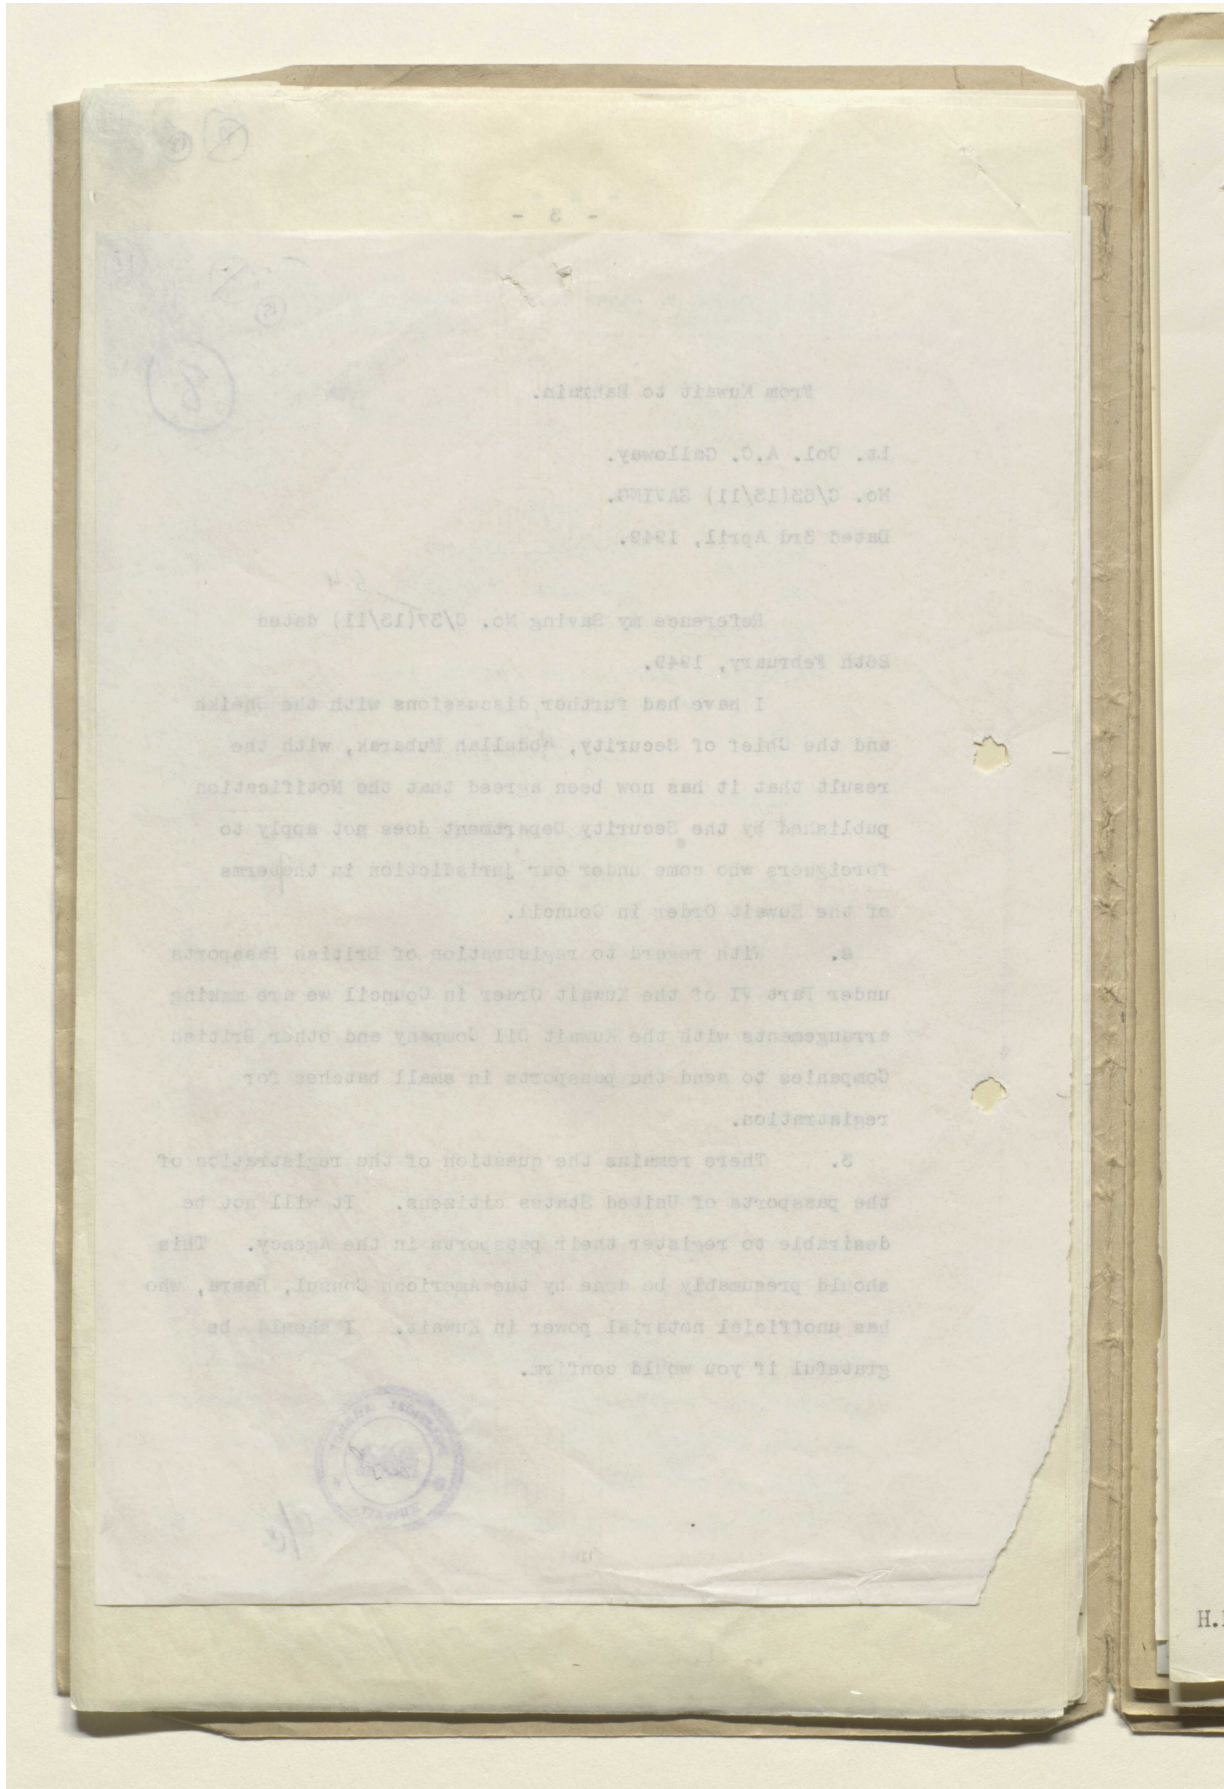 - 3 -
8
From Kuwait to Bahrain.
Lt. Col. A.C. Galloway.
No. C/63(13/11) SAVING.
Dated 3rd April, 1949.
S.4
Reference my Saving No. C/37(13/11) dated
26th February, 1949.
I have had further discussions with the Sheikh
and the Chief of Security, Abdullah Mubarak, with the
result that it has now been agreed that the Notification
published by the Security Department does not apply to
foreigners who come under our jurisdiction in the terms
of the Kuwait Order in Council.
2. With regard to registration of British Passports
under Part VI of the Kuwait Order in Council we are making
arrangements with the Kuwait Oil Company and other British
Companies to send the passports in small batches for
registration.
3. There remains the question of the registration of
the passports of United States citizens. It will not be
desirable to register their passports in the Agency. This
should presumably be done by the American Consul, Basra, who
has unofficial notarial power in Kuwait. I should be
grateful if you would confirm.
KUWAIT
H.